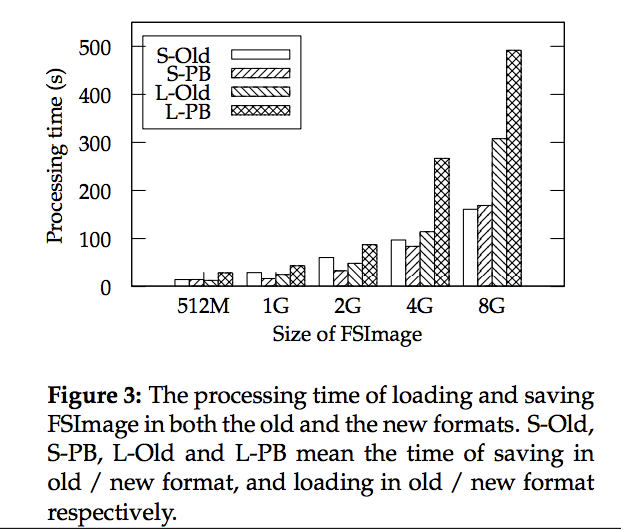 500
400
300
200
100
0
Processing time (s)
S-Old
S-PB
L-Old
L-PB
512M 1G 2G 4G 8G
Size of FSImage
Figure 3: The processing time of loading and saving
FSImage in both the old and the new formats. S-Old,
S-PB, L-Old and L-PB mean the time of saving in
old / new format, and loading in old / new format
respectively.